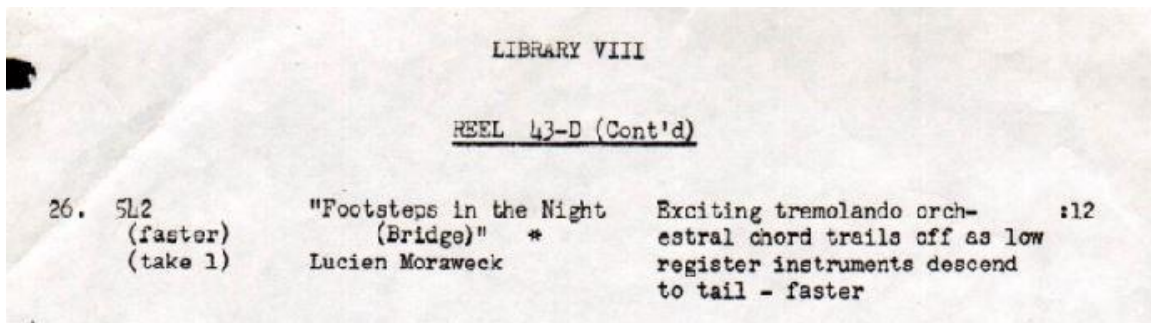 LIBRARY VIII
REEL 43-D (Cont'd)
26. 5L2 "Footsteps in the Night Exciting tremolando orch- :12
(faster) (Bridge)" * estral chord trails off as low
(take 1) Lucien Moraweck register instruments descend
to tail - faster